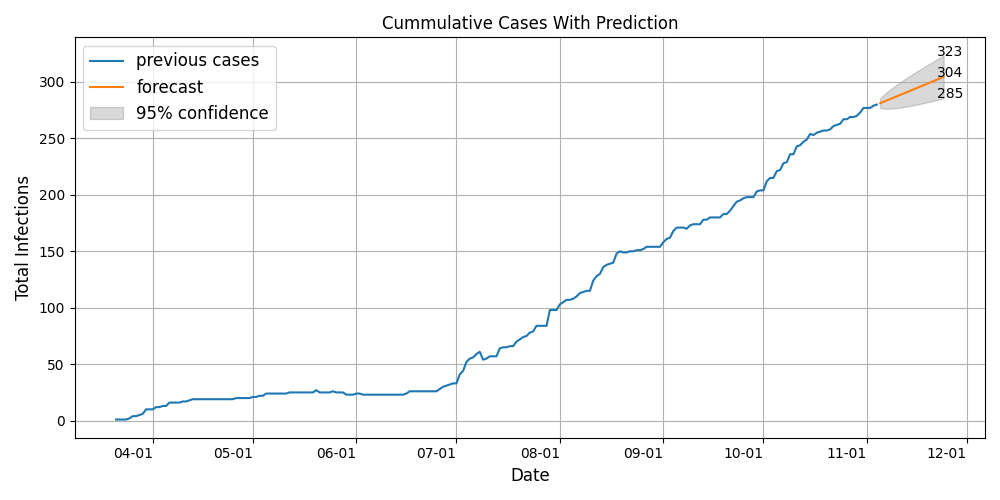 Cummulative Cases With Prediction
previous cases
forecast
95% confidence
323
304
285
300
250
200
150
100
50
0
Total Infections
04-01 05-01 06-01 07-01 08-01 09-01 10-01 11-01 12-01
Date